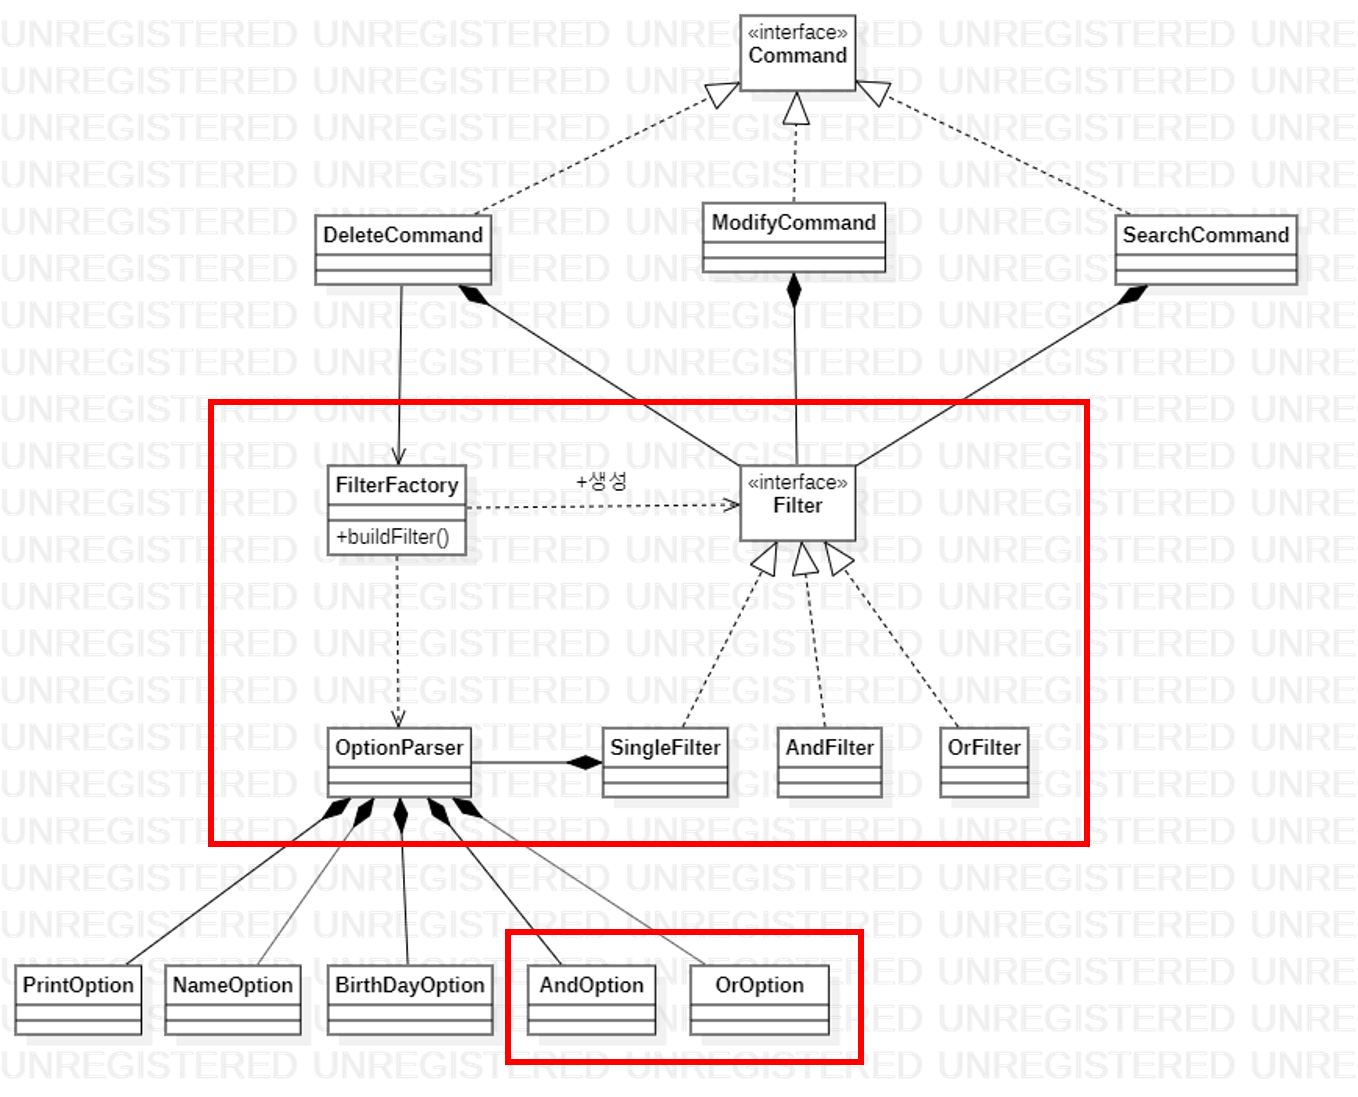 «interface»
Command
DeleteCommand
ModifyCommand
SearchCommand
FilterFactory
+buildFilter()
+생성
«interface»
Filter
OptionParser
SingleFilter
AndFilter
OrFilter
PrintOption
NameOption
BirthDayOption
AndOption
OrOption
UNREGISTERED UNREGISTERED UNREGISTERED UNREGISTERED UNRE